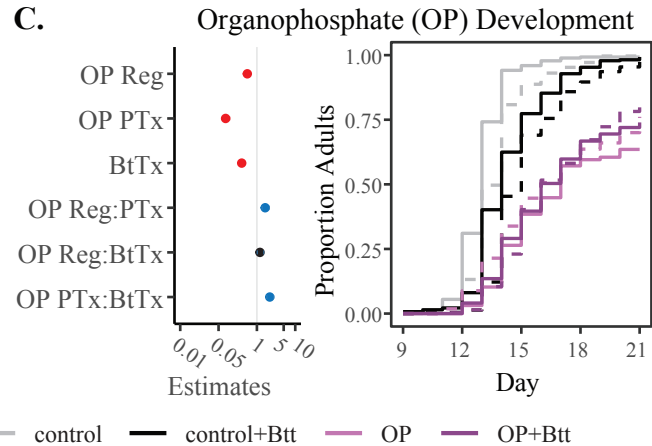 C.
Organophosphate (OP) Development
OP Reg
OP PTx
BtTx
OP Reg:PTx
OP Reg:BtTx
OP PTx:BtTx
0.01 0.05 1 5 10
Estimates
Proportion Adults
1.00
0.75
0.50
0.25
0.00
9 12 15 18 21
Day
control control+Btt OP OP+Btt